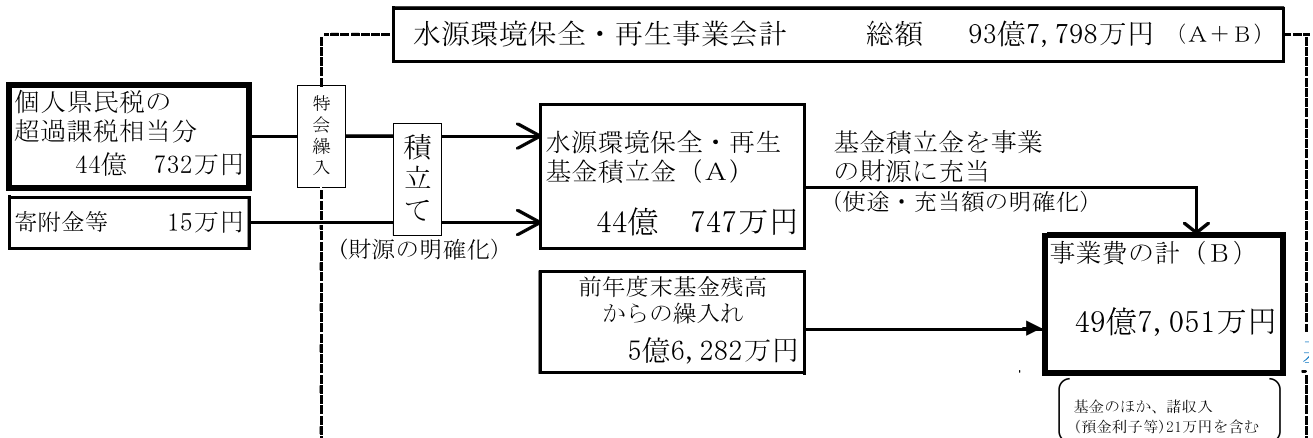 水源環境保全・再生事業会計　総額　93億7,798万円（A＋B）
個人県民税の
超過課税相当分
44億　732万円
寄附金等　15万円
特会繰入
積立て
(財源の明確化)
水源環境保全・再生
基金積立金（A）
44億　747万円
基金積立金を事業
の財源に充当
(使途・充当額の明確化)
前年度末基金残高
からの繰入れ
5億6,282万円
事業費の計（B）
49億7,051万円
基金のほか、諸収入
(預金利子等)21万円を含む